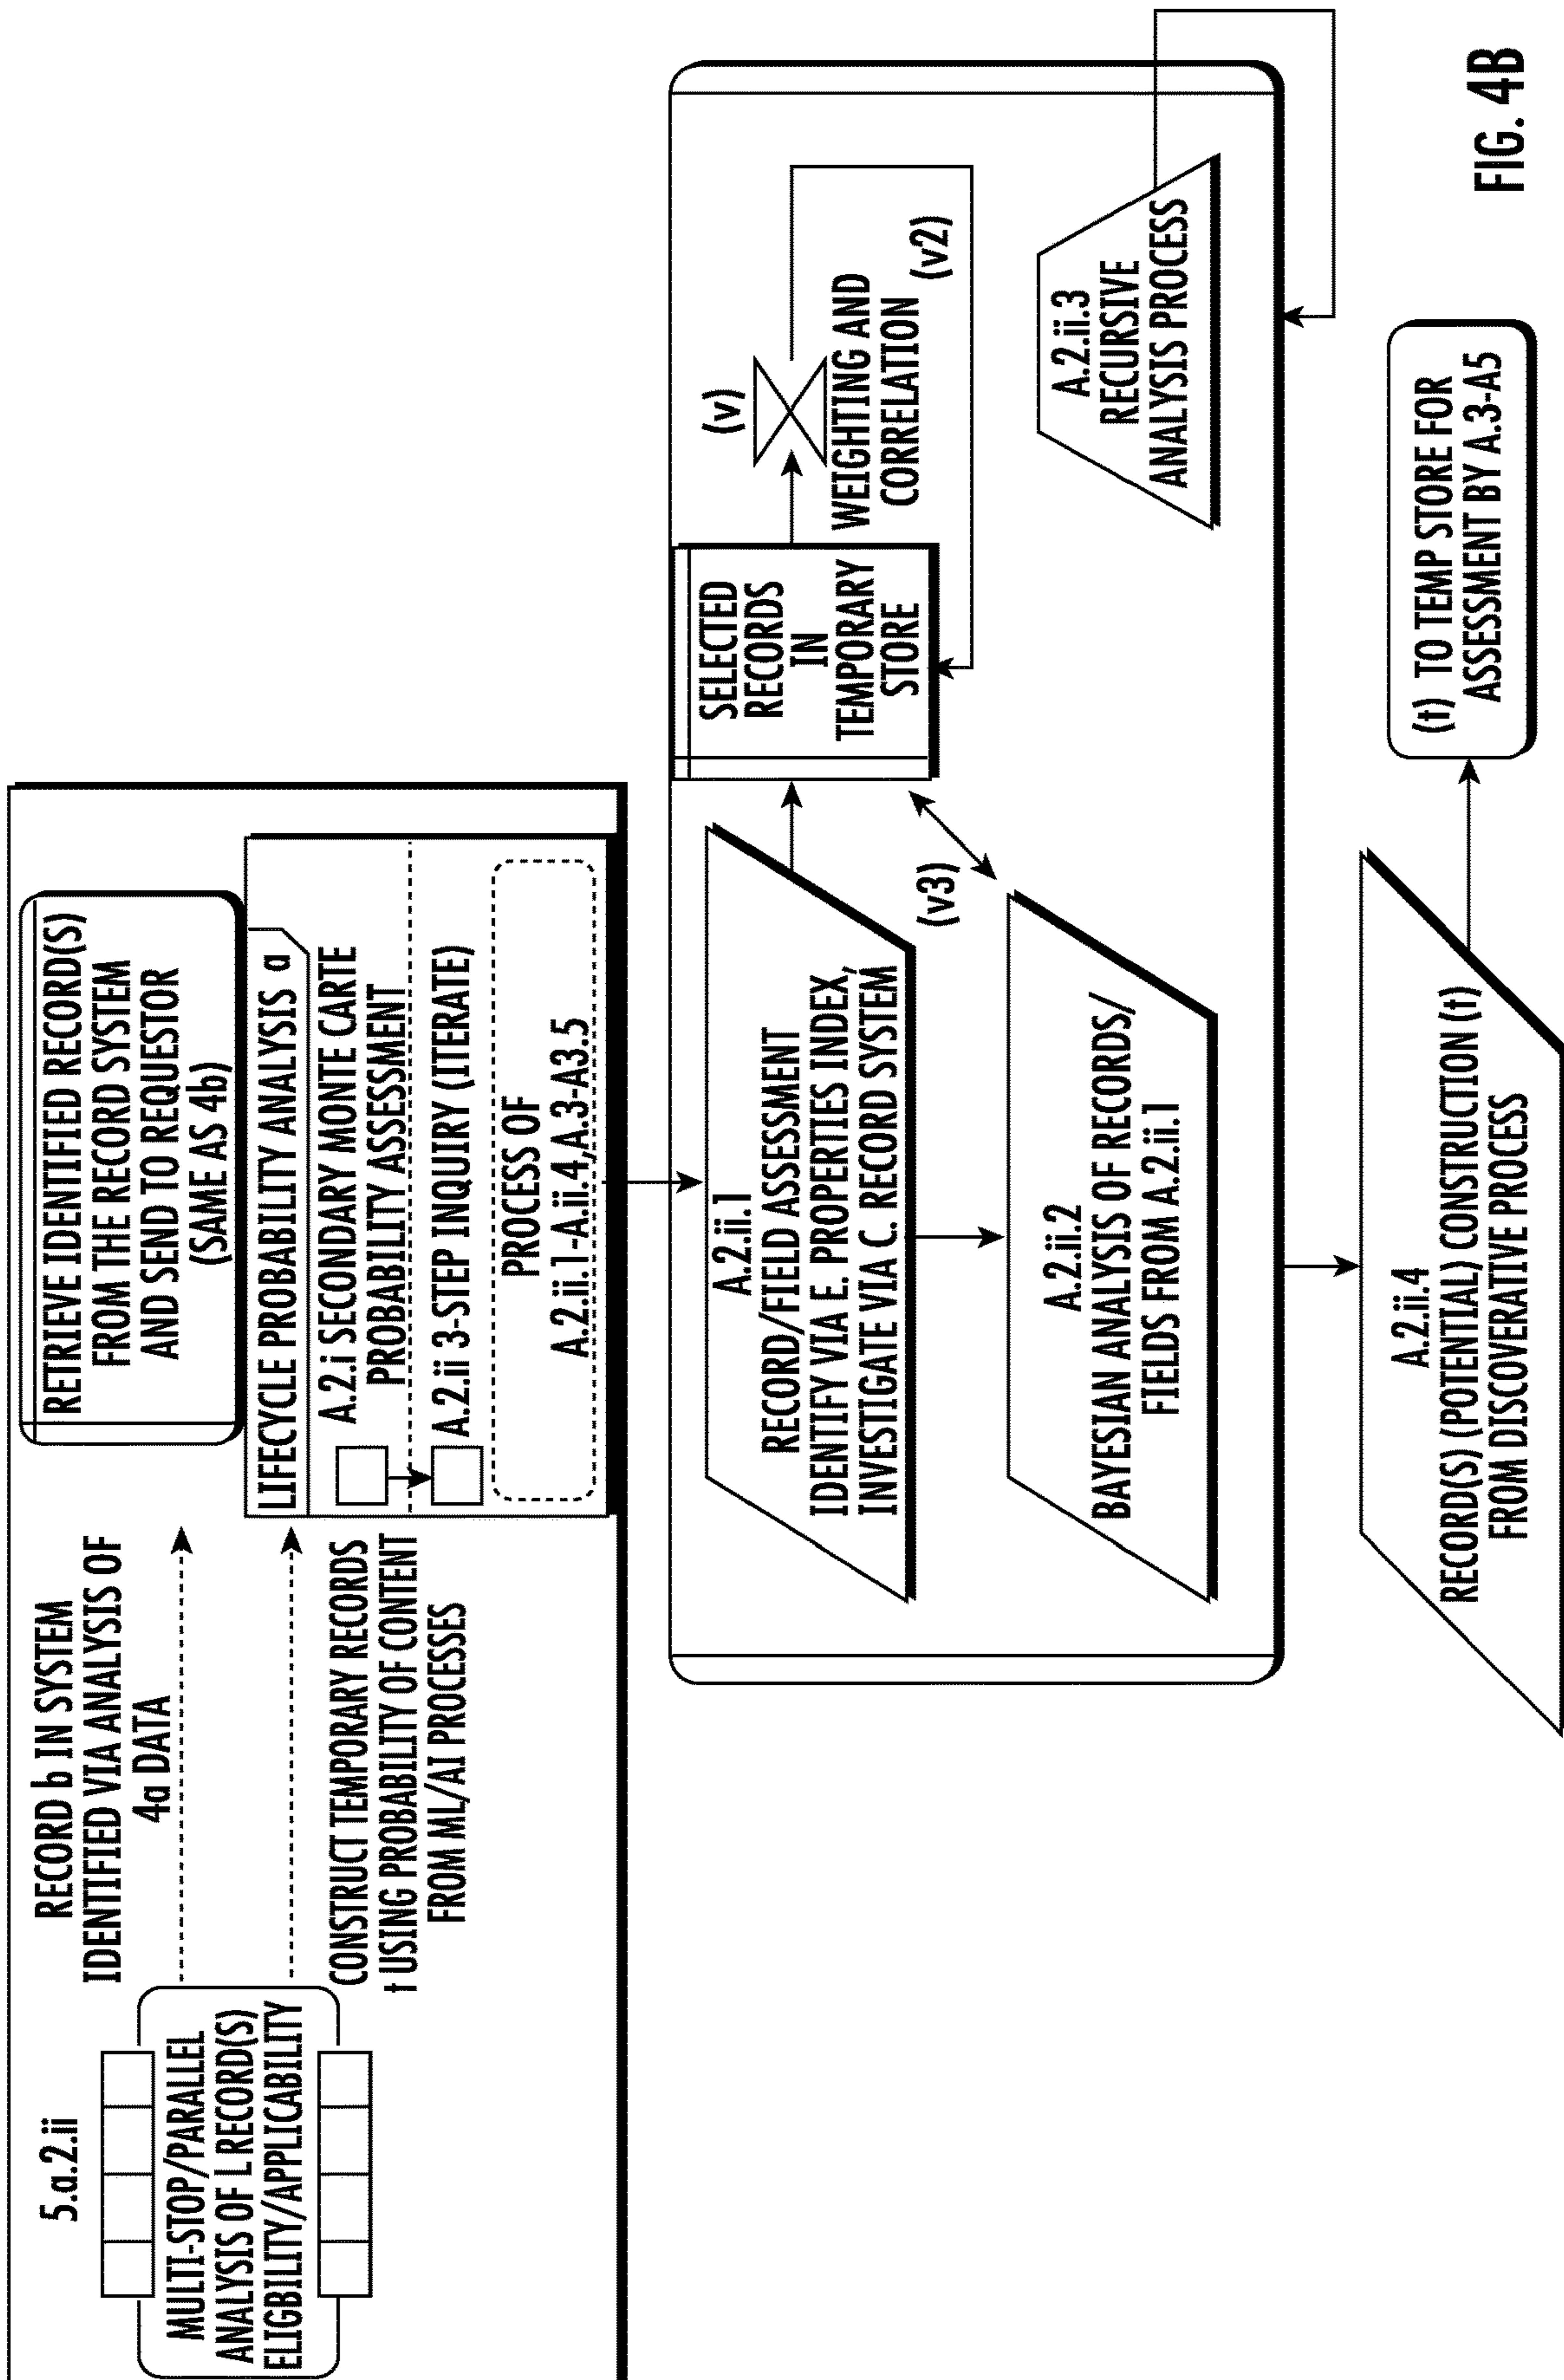 5.a.2.ii
MULTI-STOP/PARALLEL
ANALYSIS OF L RECORD(S)
ELIGBILITY/APPLICABILITY
RECORD b IN SYSTEM
IDENTIFIED VIA ANALYSIS OF
4a DATA
CONSTRUCT TEMPORARY RECORDS
t USING PROBABILITY OF CONTENT
FROM ML/AI PROCESSES
RETRIEVE IDENTIFIED RECORD(S)
FROM THE RECORD SYSTEM
AND SEND TO REQUESTOR
(SAME AS 4b)
LIFECYCLE PROBABILITY ANALYSIS a
A.2.i SECONDARY MONTE CARTE
PROBABILITY ASSESSMENT
A.2.ii 3-STEP INQUIRY (ITERATE)
PROCESS OF
A.2.ii.1-A.ii.4,A.3-A3.5
A.2.ii.1
RECORD/FIELD ASSESSMENT
IDENTIFY VIA E. PROPERTIES INDEX,
INVESTIGATE VIA C. RECORD SYSTEM
SELECTED
RECORDS
IN
TEMPORARY
STORE
(v)
WEIGHTING AND
CORRELATION
(v2)
(v3)
A.2.ii.2
BAYESIAN ANALYSIS OF RECORDS/
FIELDS FROM A.2.ii.1
A.2.ii.3
RECURSIVE
ANALYSIS PROCESS
A.2.ii.4
RECORD(S) (POTENTIAL) CONSTRUCTION (t)
FROM DISCOVERATIVE PROCESS
(t) TO TEMP STORE FOR
ASSESSMENT BY A.3-A5
FIG. 4B